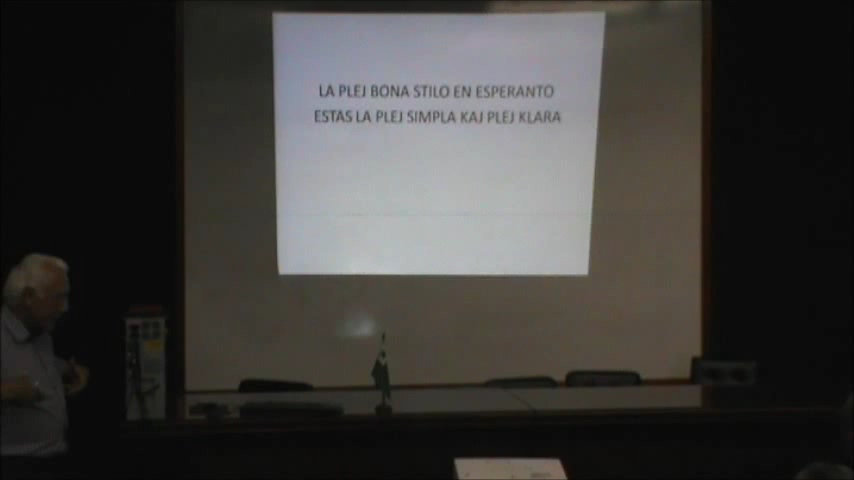 LA PLEJ BONA STILO EN ESPERANTO
ESTAS LA PLEJ SIMPLA KAJ PLEJ KLARA